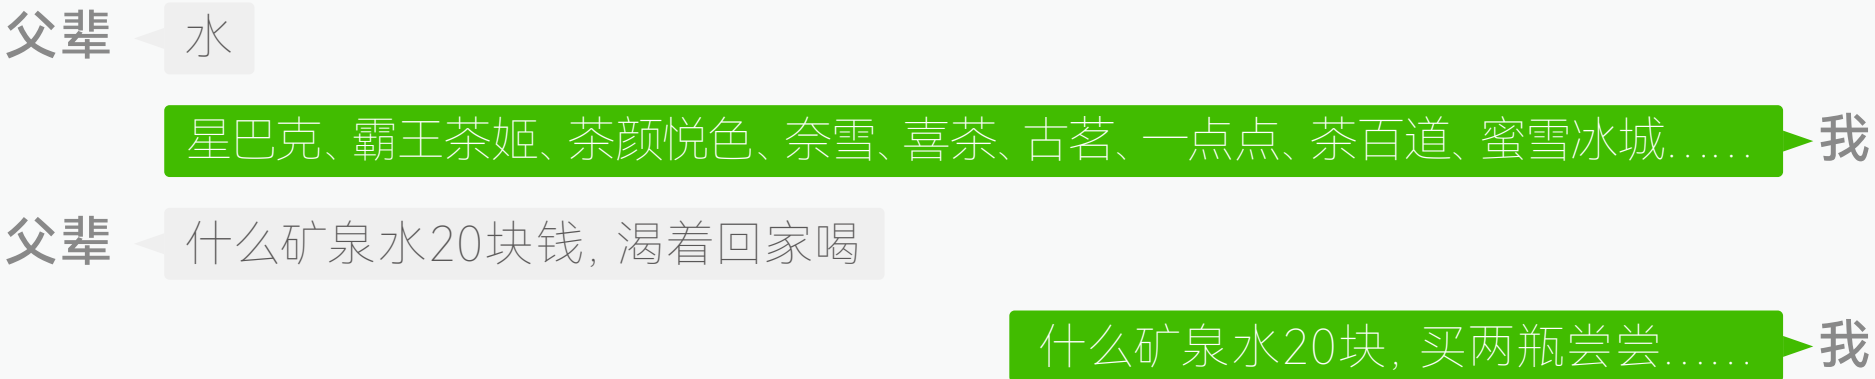 父辈 水
星巴克、霸王茶姬、茶颜悦色、奈雪、喜茶、古茗、一点点、茶百道、蜜雪冰城…… 我
父辈 什么矿泉水20块钱,渴着回家喝
什么矿泉水20块,买两瓶尝尝…… 我